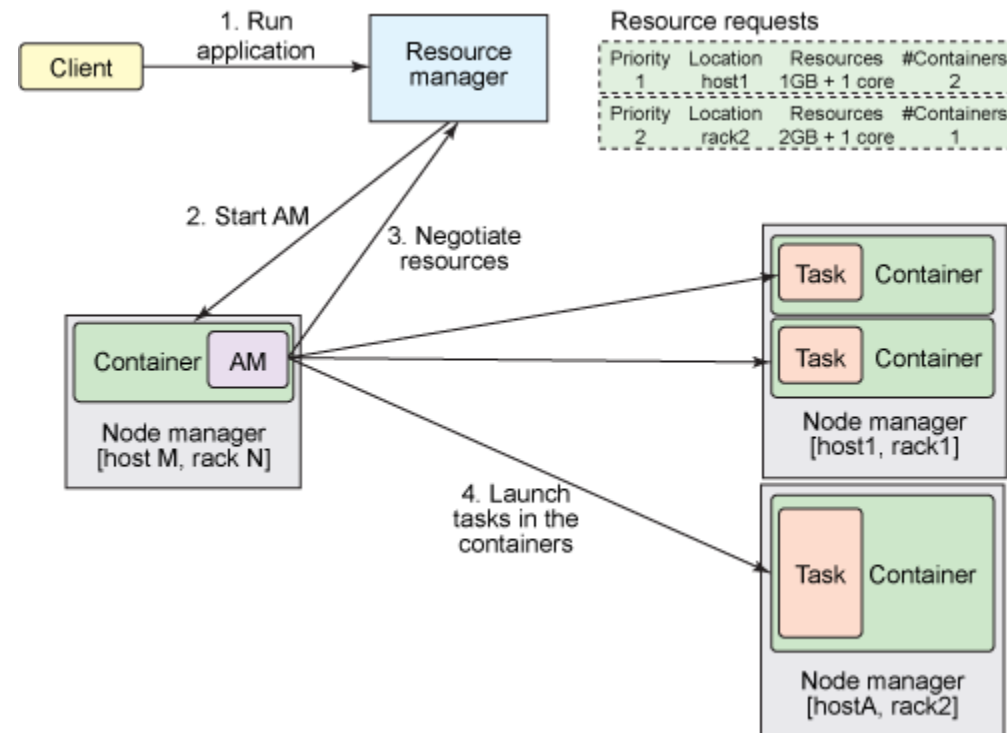 1. Run
application
Client
Resource
manager
Resource requests
Priority Location Resources #Containers
1 host1 1GB + 1 core 2
Priority Location Resources #Containers
2 rack2 2GB + 1 core 1
2. Start AM
3. Negotiate
resources
Container AM
Node manager
[host M, rack N]
Task Container
Task Container
Node manager
[host1, rack1]
4. Launch
tasks in the
containers
Task Container
Node manager
[hostA, rack2]